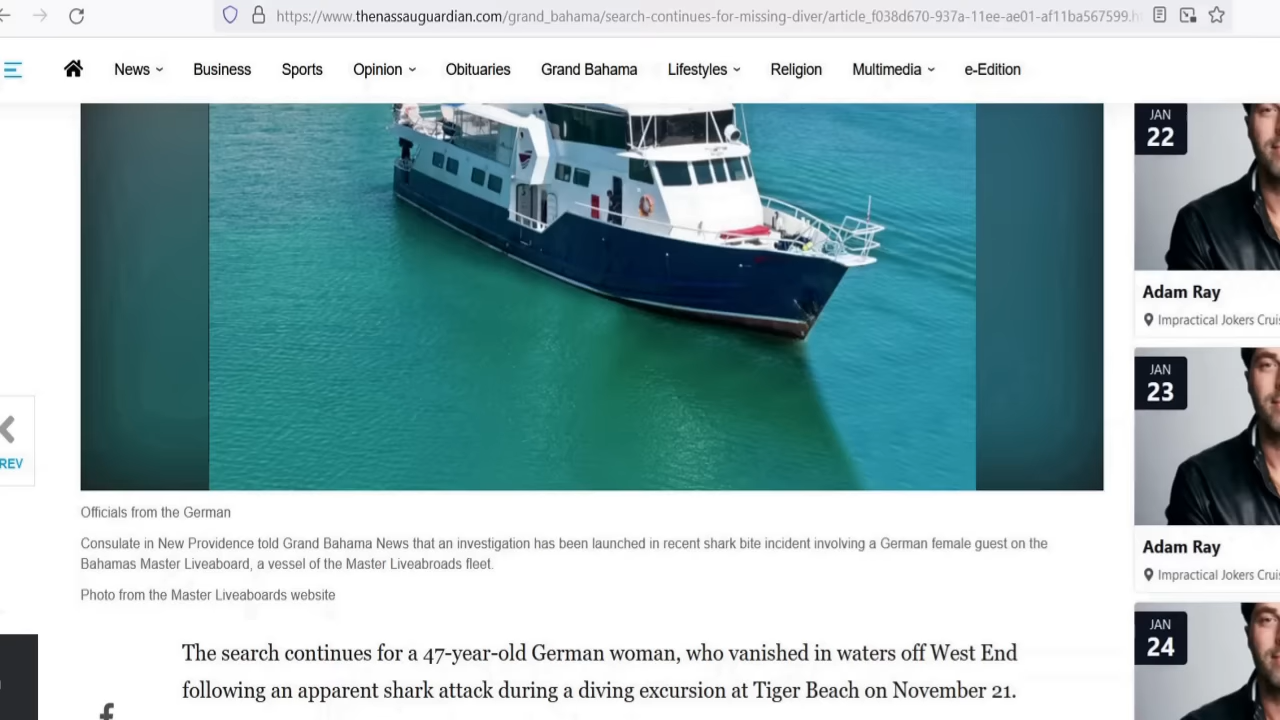 https://www.thenassauguardian.com/grand_bahama/search-continues-for-missing-diver/article_f038d670-937a-11ee-ae01-af11ba567599.h
News Business Sports Opinion Obituaries Grand Bahama Lifestyles Religion Multimedia e-Edition
JAN
22
Adam Ray
Impractical Jokers Crui
JAN
23
Adam Ray
Impractical Jokers Crui
JAN
24
REV
Officials from the German
Consulate in New Providence told Grand Bahama News that an investigation has been launched in recent shark bite incident involving a German female guest on the
Bahamas Master Liveaboard, a vessel of the Master Liveabroads fleet.
Photo from the Master Liveaboards website
The search continues for a 47-year-old German woman, who vanished in waters off West End
following an apparent shark attack during a diving excursion at Tiger Beach on November 21.